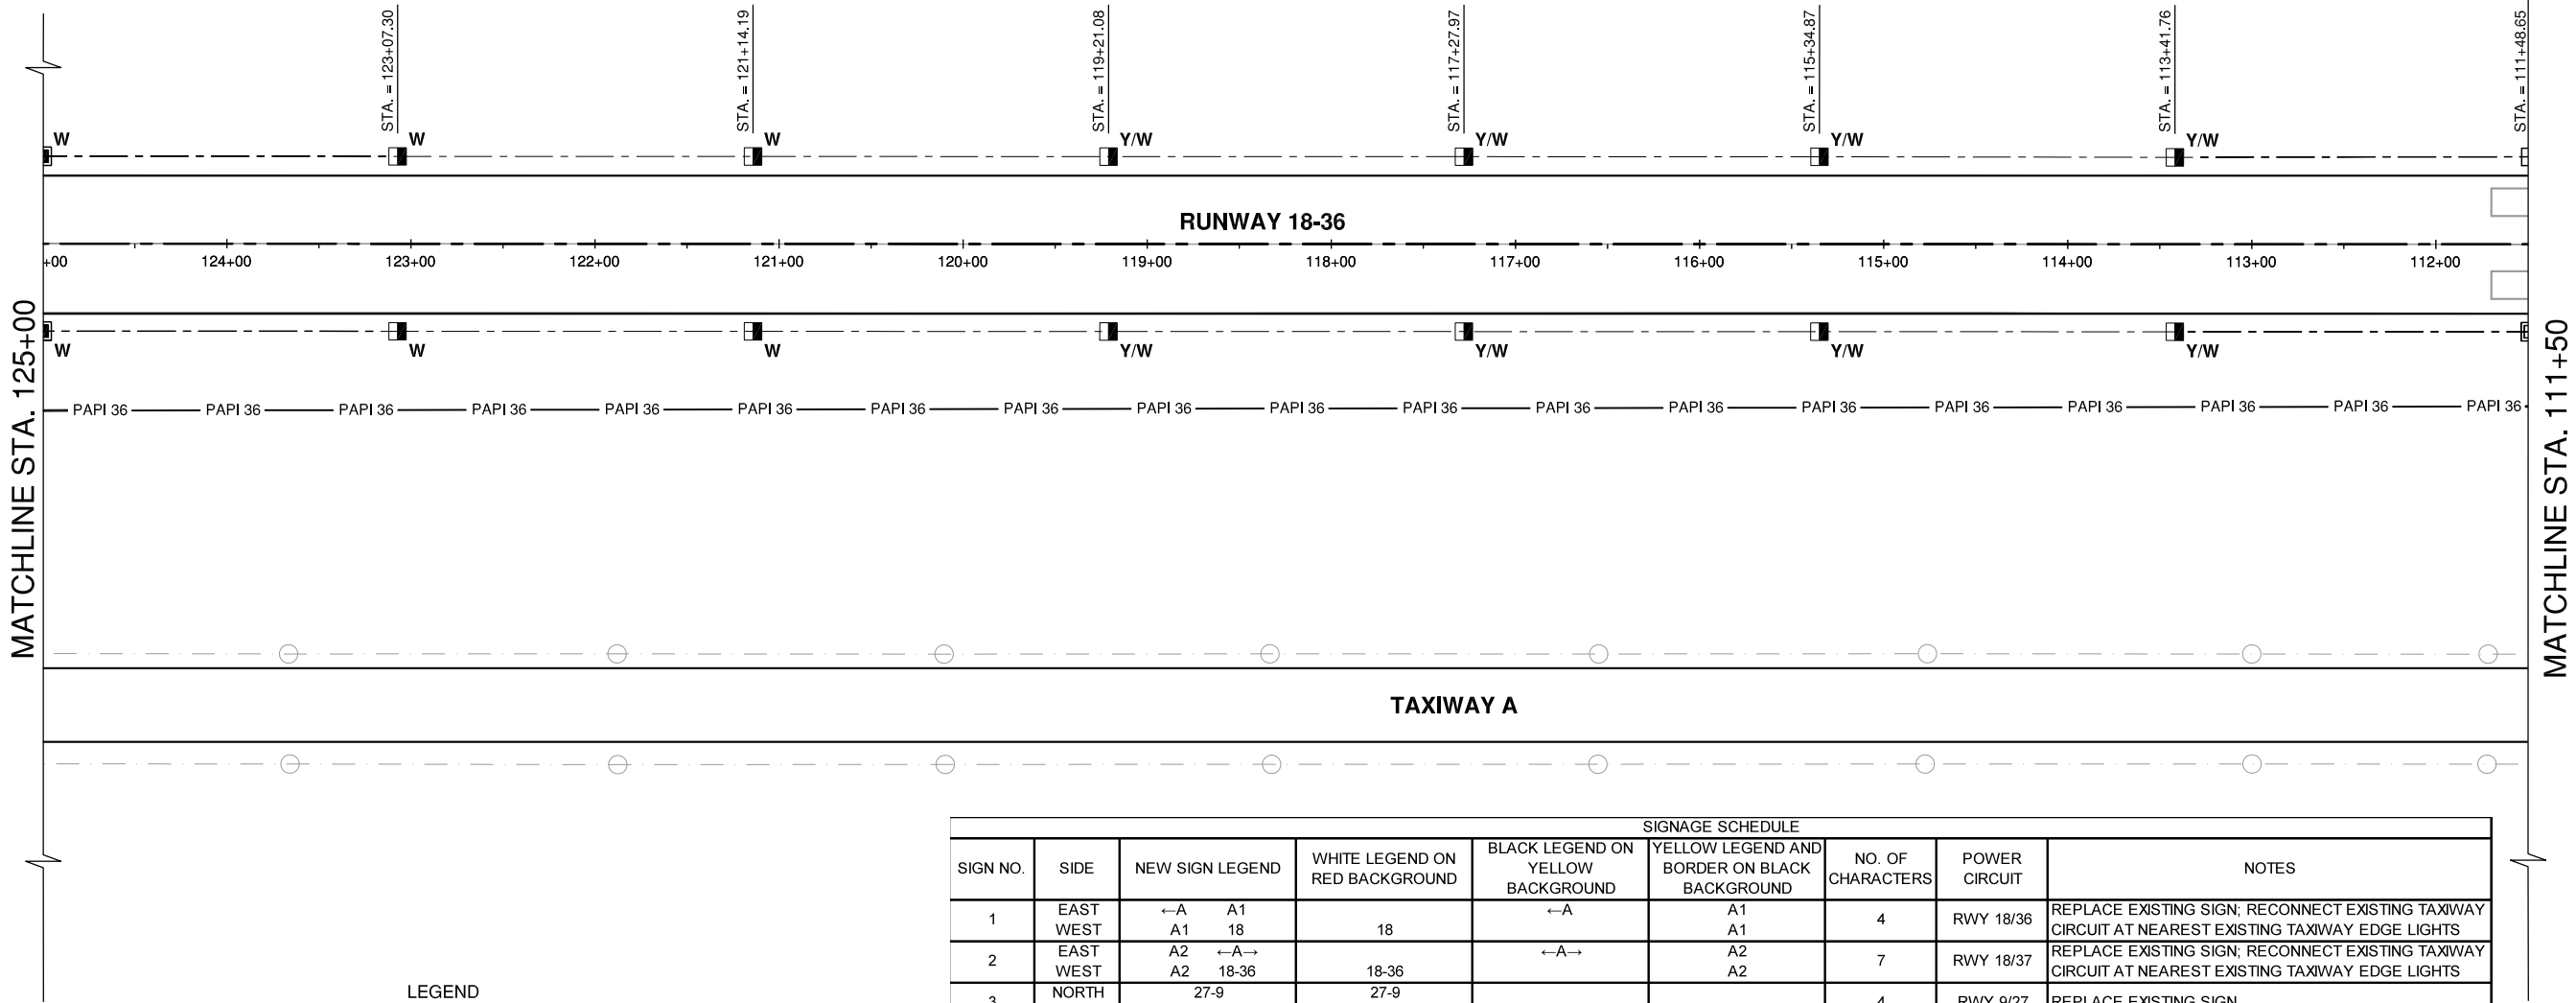 STA. = 123+07.30
STA. = 121+14.19
STA. = 119+21.08
STA. = 117+27.97
STA. = 115+34.87
STA. = 113+41.76
STA. = 111+48.65
W W W Y/W Y/W Y/W Y/W
RUNWAY 18-36
+00 124+00 123+00 122+00 121+00 120+00 119+00 118+00 117+00 116+00 115+00 114+00 113+00 112+00
W W W Y/W Y/W Y/W Y/W
MATCHLINE STA. 125+00
MATCHLINE STA. 111+50
PAPI 36 PAPI 36 PAPI 36 PAPI 36 PAPI 36 PAPI 36 PAPI 36 PAPI 36 PAPI 36 PAPI 36 PAPI 36 PAPI 36 PAPI 36 PAPI 36 PAPI 36 PAPI 36 PAPI 36 PAPI 36 PAPI 36
TAXIWAY A
SIGNAGE SCHEDULE
SIGN NO.
SIDE
NEW SIGN LEGEND
WHITE LEGEND ON
RED BACKGROUND
BLACK LEGEND ON
YELLOW
BACKGROUND
YELLOW LEGEND AND
BORDER ON BLACK
BACKGROUND
NO. OF
CHARACTERS
POWER
CIRCUIT
NOTES
1
EAST ←A A1 ←A A1
WEST A1 18 18 A1
4
RWY 18/36
REPLACE EXISTING SIGN; RECONNECT EXISTING TAXIWAY
CIRCUIT AT NEAREST EXISTING TAXIWAY EDGE LIGHTS
2
EAST A2 ←A→ ←A→ A2
WEST A2 18-36 18-36 A2
7
RWY 18/37
REPLACE EXISTING SIGN; RECONNECT EXISTING TAXIWAY
CIRCUIT AT NEAREST EXISTING TAXIWAY EDGE LIGHTS
3
NORTH 27-9 27-9
4
RWY 9/27
REPLACE EXISTING SIGN
LEGEND